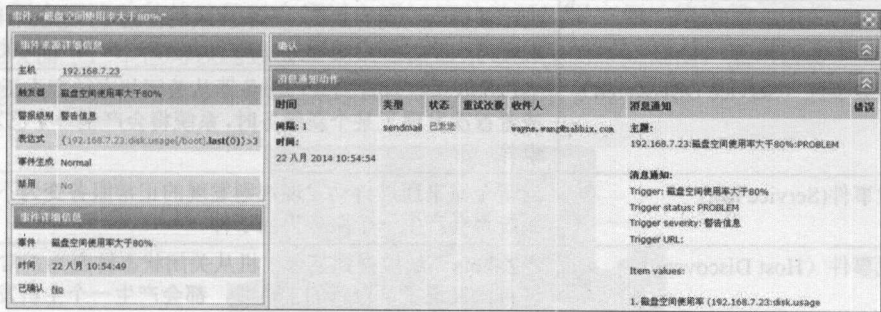 事件:"磁盘空间使用率大于80%"
事件来源详细信息
主机 192.168.7.23
触发器 磁盘空间使用率大于80%
警报级别 警告信息
表达式 {192.168.7.23:disk.usage[/boot].last(0)}>3
事件生成 Normal
禁用 No
事件详细信息
事件 磁盘空间使用率大于80%
时间 22 八月 10:54:49
已确认 No
确认
消息通知动作
时间 类型 状态 重试次数 收件人 消息通知 错误
间隔: 1 sendmail 已发送 wayne.wang@zabbix.com 主题:
时间: 192.168.7.23:磁盘空间使用率大于80%:PROBLEM
22 八月 2014 10:54:54
消息通知:
Trigger: 磁盘空间使用率大于80%
Trigger status: PROBLEM
Trigger severity: 警告信息
Trigger URL:
Item values:
1. 磁盘空间使用率 (192.168.7.23:disk.usage